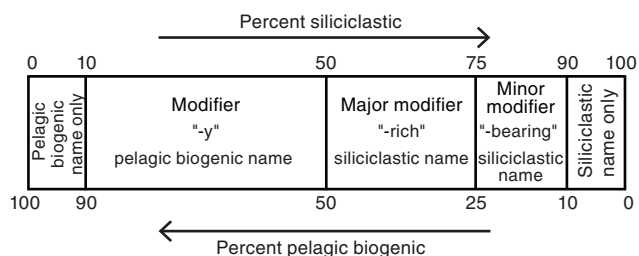 Percent siliciclastic
0 10 50 75 90 100
Pelagic
biogenic
name only
Modifier
"-y"
pelagic biogenic name
Major modifier
"-rich"
siliciclastic name
Minor
modifier
"-bearing"
siliciclastic
name
Siliciclastic
name only
100 90 50 25 10 0
Percent pelagic biogenic